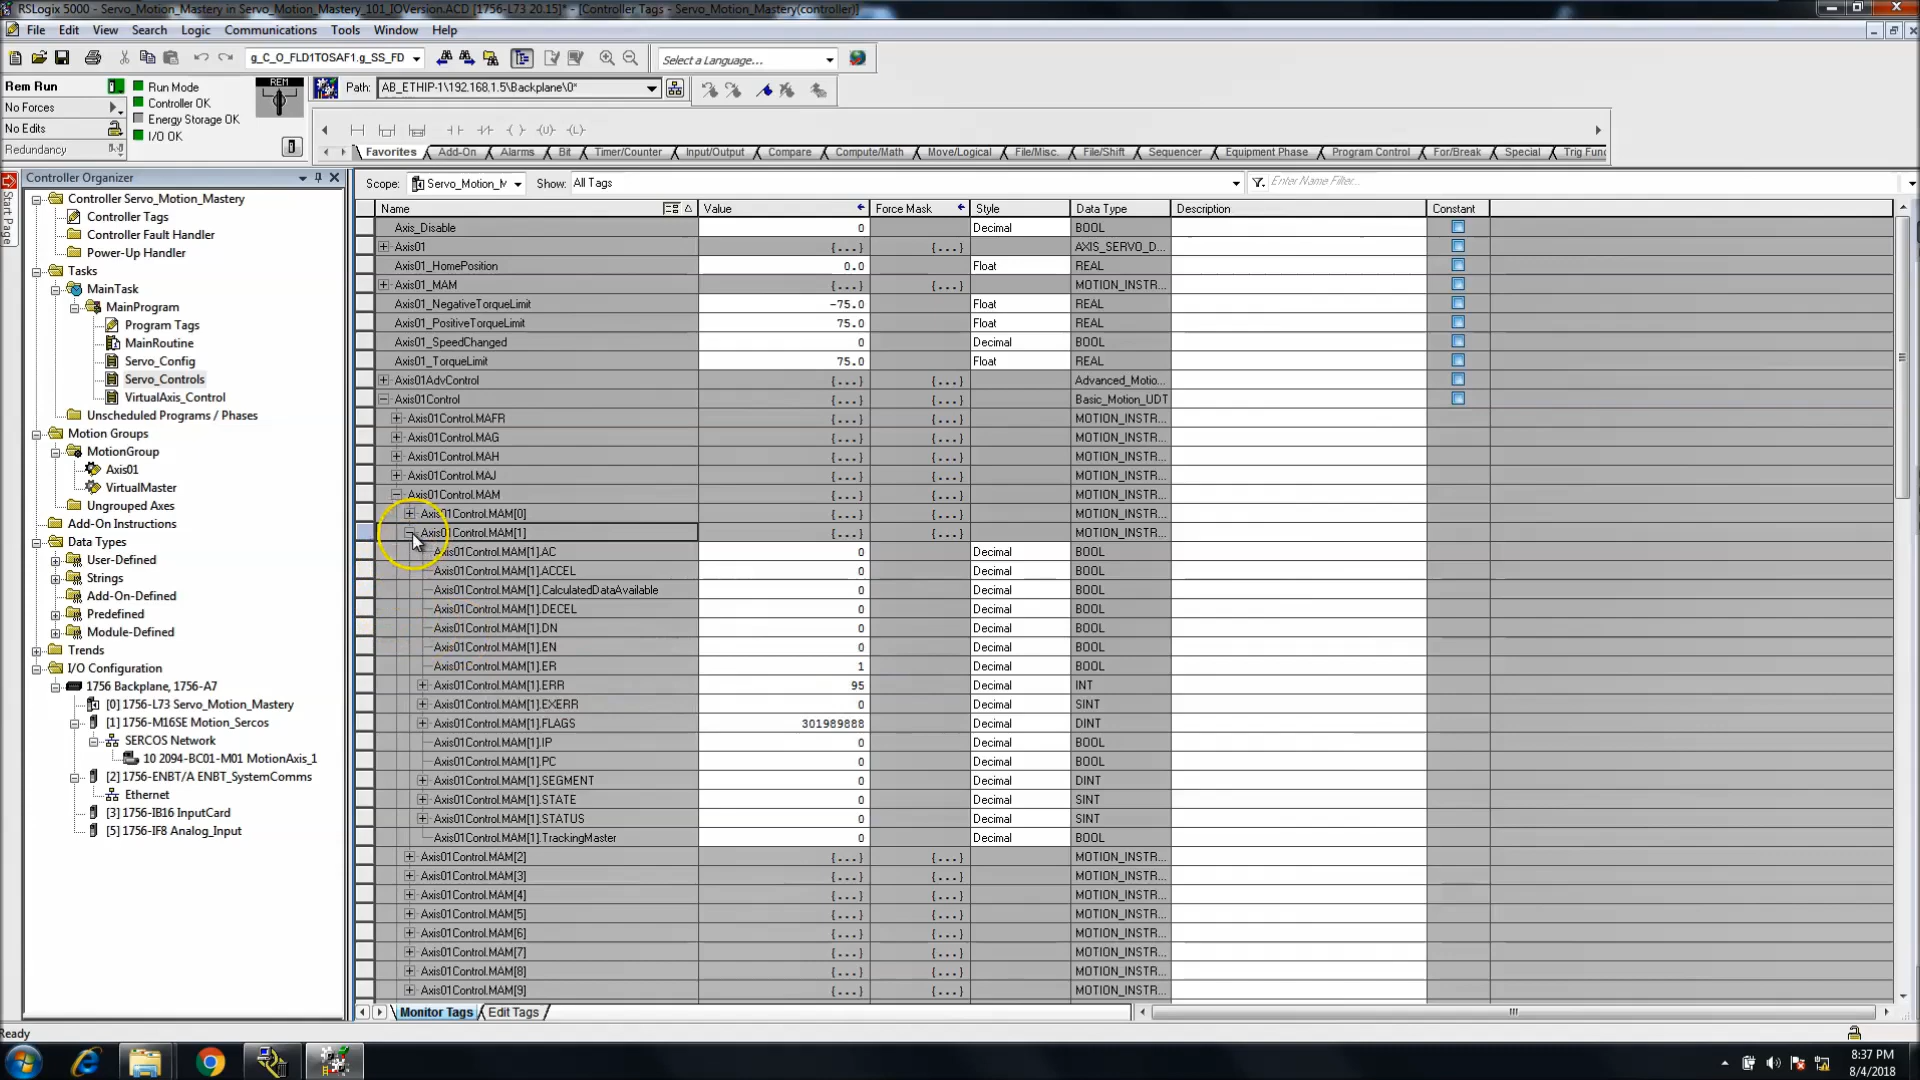 RSLogix 5000 - Servo_Motion_Mastery in Servo_Motion_Mastery_101_IOVersion.ACD [1756-L73 20.15]* - [Controller Tags - Servo_Motion_Mastery(controller)]
File Edit View Search Logic Communications Tools Window Help
g_C_O_FLD1TOSAF1.g_SS_FD
Select a Language...
Rem Run
No Forces
No Edits
Redundancy
Run Mode
Controller OK
Energy Storage OK
I/O OK
REM
Path: AB_ETHIP-1\192.168.1.5\Backplane\0*
Favorites Add-On Alarms Bit Timer/Counter Input/Output Compare Compute/Math Move/Logical File/Misc. File/Shift Sequencer Equipment Phase Program Control For/Break Special Trig Func
Start Page
Controller Organizer
Controller Servo_Motion_Mastery
Controller Tags
Controller Fault Handler
Power-Up Handler
Tasks
MainTask
MainProgram
Program Tags
MainRoutine
Servo_Config
Servo_Controls
VirtualAxis_Control
Unscheduled Programs / Phases
Motion Groups
MotionGroup
Axis01
VirtualMaster
Ungrouped Axes
Add-On Instructions
Data Types
User-Defined
Strings
Add-On-Defined
Predefined
Module-Defined
Trends
I/O Configuration
1756 Backplane, 1756-A7
[0] 1756-L73 Servo_Motion_Mastery
[1] 1756-M16SE Motion_Sercos
SERCOS Network
10 2094-BC01-M01 MotionAxis_1
[2] 1756-ENBT/A ENBT_SystemComms
Ethernet
[3] 1756-IB16 InputCard
[5] 1756-IF8 Analog_Input
Scope: Servo_Motion_M Show: All Tags Enter Name Filter...
Name Value Force Mask Style Data Type Description Constant
Axis_Disable 0 Decimal BOOL
Axis01 {...} {...} AXIS_SERVO_D...
Axis01_HomePosition 0.0 Float REAL
Axis01_MAM {...} {...} MOTION_INSTR...
Axis01_NegativeTorqueLimit -75.0 Float REAL
Axis01_PositiveTorqueLimit 75.0 Float REAL
Axis01_SpeedChanged 0 Decimal BOOL
Axis01_TorqueLimit 75.0 Float REAL
Axis01AdvControl {...} {...} Advanced_Motio...
Axis01Control {...} {...} Basic_Motion_UDT
Axis01Control.MAFR {...} {...} MOTION_INSTR...
Axis01Control.MAG {...} {...} MOTION_INSTR...
Axis01Control.MAH {...} {...} MOTION_INSTR...
Axis01Control.MAJ {...} {...} MOTION_INSTR...
Axis01Control.MAM {...} {...} MOTION_INSTR...
Axis01Control.MAM[0] {...} {...} MOTION_INSTR...
Axis01Control.MAM[1] {...} {...} MOTION_INSTR...
Axis01Control.MAM[1].AC 0 Decimal BOOL
Axis01Control.MAM[1].ACCEL 0 Decimal BOOL
Axis01Control.MAM[1].CalculatedDataAvailable 0 Decimal BOOL
Axis01Control.MAM[1].DECEL 0 Decimal BOOL
Axis01Control.MAM[1].DN 0 Decimal BOOL
Axis01Control.MAM[1].EN 0 Decimal BOOL
Axis01Control.MAM[1].ER 1 Decimal BOOL
Axis01Control.MAM[1].ERR 95 Decimal INT
Axis01Control.MAM[1].EXERR 0 Decimal SINT
Axis01Control.MAM[1].FLAGS 301989888 Decimal DINT
Axis01Control.MAM[1].IP 0 Decimal BOOL
Axis01Control.MAM[1].PC 0 Decimal BOOL
Axis01Control.MAM[1].SEGMENT 0 Decimal DINT
Axis01Control.MAM[1].STATE 0 Decimal SINT
Axis01Control.MAM[1].STATUS 0 Decimal SINT
Axis01Control.MAM[1].TrackingMaster 0 Decimal BOOL
Axis01Control.MAM[2] {...} {...} MOTION_INSTR...
Axis01Control.MAM[3] {...} {...} MOTION_INSTR...
Axis01Control.MAM[4] {...} {...} MOTION_INSTR...
Axis01Control.MAM[5] {...} {...} MOTION_INSTR...
Axis01Control.MAM[6] {...} {...} MOTION_INSTR...
Axis01Control.MAM[7] {...} {...} MOTION_INSTR...
Axis01Control.MAM[8] {...} {...} MOTION_INSTR...
Axis01Control.MAM[9] {...} {...} MOTION_INSTR...
Monitor Tags Edit Tags
Ready
8:37 PM
8/4/2018